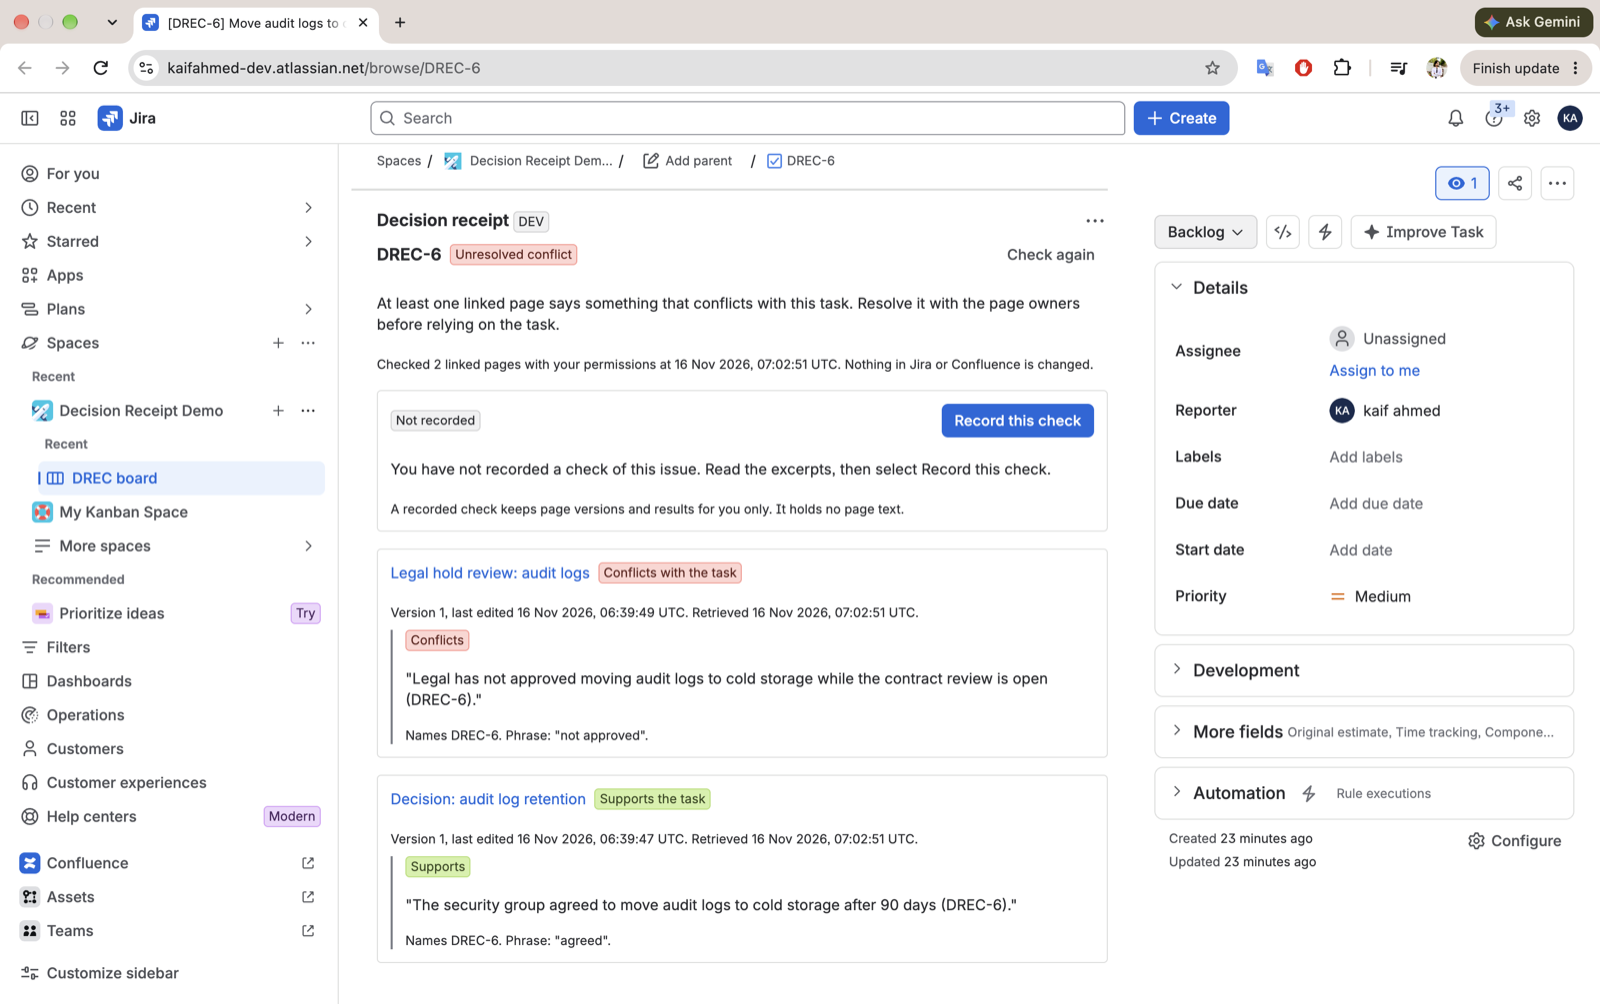 [DREC-6] Move audit logs to
Ask Gemini
kaifahmed-dev.atlassian.net/browse/DREC-6
Finish update
Jira
Search
Create
3+
KA
For you
Recent
Starred
Apps
Plans
Spaces
Recent
Decision Receipt Demo
Recent
DREC board
My Kanban Space
More spaces
Recommended
Prioritize ideas
Try
Filters
Dashboards
Operations
Customers
Customer experiences
Help centers
Modern
Confluence
Assets
Teams
Customize sidebar
Spaces / Decision Receipt Dem... / Add parent / DREC-6
Decision receipt DEV
DREC-6 Unresolved conflict
Check again
At least one linked page says something that conflicts with this task. Resolve it with the page owners
before relying on the task.
Checked 2 linked pages with your permissions at 16 Nov 2026, 07:02:51 UTC. Nothing in Jira or Confluence is changed.
Not recorded
Record this check
You have not recorded a check of this issue. Read the excerpts, then select Record this check.
A recorded check keeps page versions and results for you only. It holds no page text.
Legal hold review: audit logs Conflicts with the task
Version 1, last edited 16 Nov 2026, 06:39:49 UTC. Retrieved 16 Nov 2026, 07:02:51 UTC.
Conflicts
"Legal has not approved moving audit logs to cold storage while the contract review is open
(DREC-6)."
Names DREC-6. Phrase: "not approved".
Decision: audit log retention Supports the task
Version 1, last edited 16 Nov 2026, 06:39:47 UTC. Retrieved 16 Nov 2026, 07:02:51 UTC.
Supports
"The security group agreed to move audit logs to cold storage after 90 days (DREC-6)."
Names DREC-6. Phrase: "agreed".
1
Backlog
Improve Task
Details
Assignee
Unassigned
Assign to me
Reporter
KA kaif ahmed
Labels
Add labels
Due date
Add due date
Start date
Add date
Priority
Medium
Development
More fields Original estimate, Time tracking, Compone...
Automation Rule executions
Created 23 minutes ago
Updated 23 minutes ago
Configure